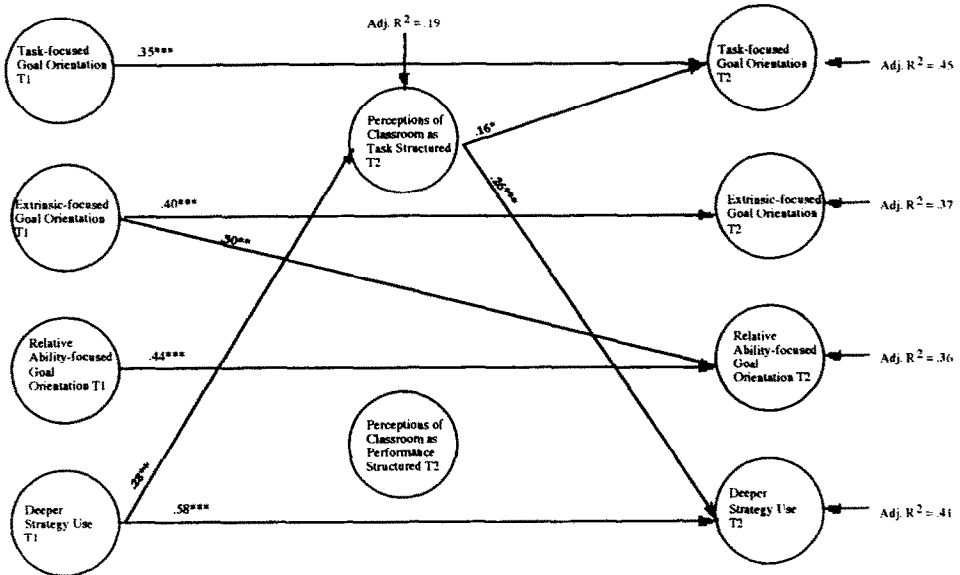 Adj. R² = .19
Task-focused
Goal Orientation
T1
.35***
Task-focused
Goal Orientation
T2
Adj. R² = .45
Perceptions of
Classroom as
Task Structured
T2
.16*
.26***
Extrinsic-focused
Goal Orientation
T1
.40***
.30**
Extrinsic-focused
Goal Orientation
T2
Adj. R² = .37
Relative
Ability-focused
Goal
Orientation T1
.44***
Relative
Ability-focused
Goal
Orientation T2
Adj. R² = .36
Perceptions of
Classroom as
Performance
Structured T2
.28**
Deeper
Strategy Use
T1
.58***
Deeper
Strategy Use
T2
Adj. R² = .41